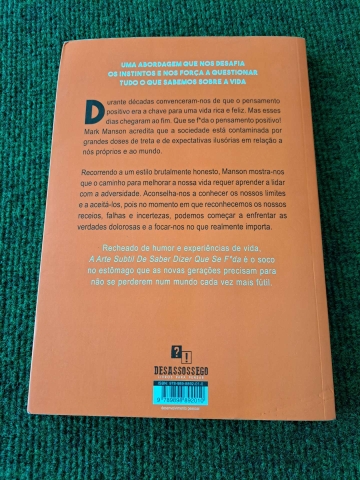 UMA ABORDAGEM QUE NOS DESAFIA
OS INSTINTOS E NOS FORÇA A QUESTIONAR
TUDO O QUE SABEMOS SOBRE A VIDA
Durante décadas convenceram-nos de que o pensamento
positivo era a chave para uma vida rica e feliz. Mas esses
dias chegaram ao fim. Que se f*da o pensamento positivo!
Mark Manson acredita que a sociedade está contaminada por
grandes doses de treta e de expectativas ilusórias em relação a
nós próprios e ao mundo.
Recorrendo a um estilo brutalmente honesto, Manson mostra-nos
que o caminho para melhorar a nossa vida requer aprender a lidar
com a adversidade. Aconselha-nos a conhecer os nossos limites
e a aceitá-los, pois no momento em que reconhecemos os nossos
receios, falhas e incertezas, podemos começar a enfrentar as
verdades dolorosas e a focar-nos no que realmente importa.
Recheado de humor e experiências de vida,
A Arte Subtil De Saber Dizer Que Se F*da é o soco
no estômago que as novas gerações precisam para
não se perderem num mundo cada vez mais fútil.
?!
DESASSOSSEGO